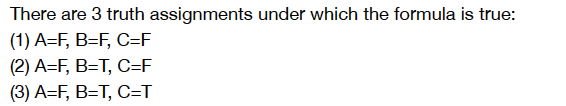 There are 3 truth assignments under which the formula is true:
(1) A=F, B=F, C=F
(2) A=F, B=T, C=F
(3) A=F, B=T, C=T